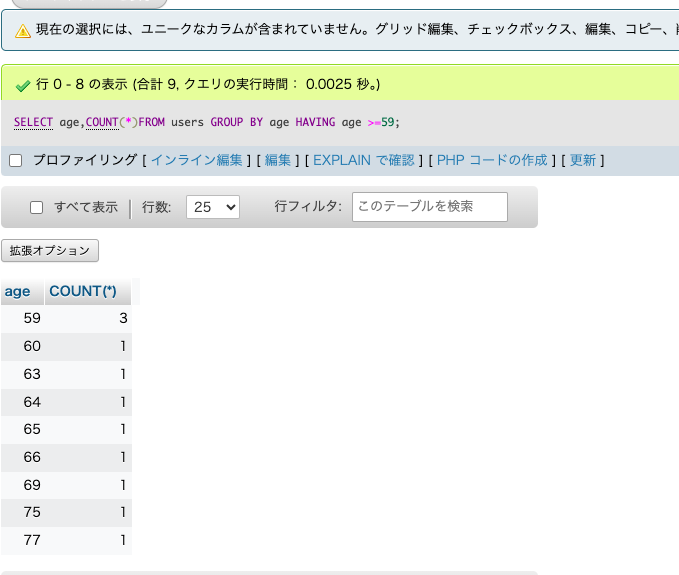 現在の選択には、ユニークなカラムが含まれていません。グリッド編集、チェックボックス、編集、コピー、
行 0 - 8 の表示 (合計 9, クエリの実行時間： 0.0025 秒。)
SELECT age,COUNT(*)FROM users GROUP BY age HAVING age >=59;
プロファイリング [ インライン編集 ] [ 編集 ] [ EXPLAIN で確認 ] [ PHP コードの作成 ] [ 更新 ]
すべて表示 行数: 25 行フィルタ: このテーブルを検索
拡張オプション
age COUNT(*)
59 3
60 1
63 1
64 1
65 1
66 1
69 1
75 1
77 1